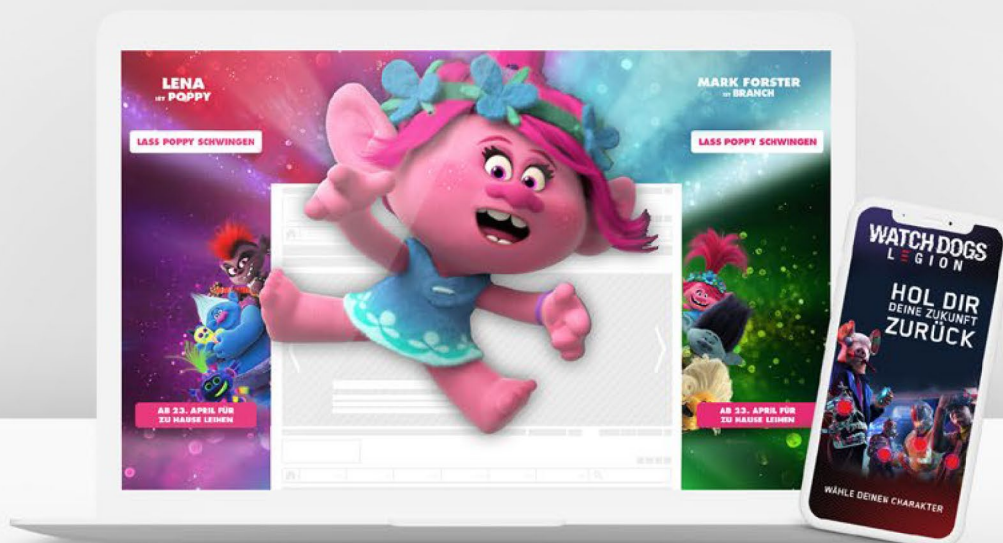 LENA
IST POPPY
LASS POPPY SCHWINGEN
AB 23. APRIL FÜR
ZU HAUSE LEIHEN
MARK FORSTER
IST BRANCH
LASS POPPY SCHWINGEN
AB 23. APRIL FÜR
ZU HAUSE LEIHEN
WATCH DOGS
LEGION
HOL DIR
DEINE ZUKUNFT
ZURÜCK
WÄHLE DEINEN CHARAKTER